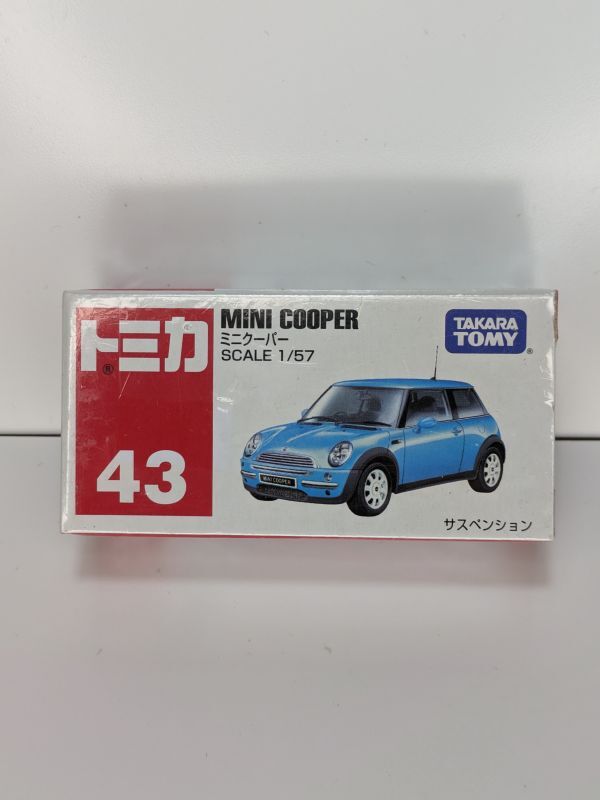 トミカ
®
43
MINI COOPER
ミニクーパー
SCALE 1/57
TAKARA
TOMY
®
MINI COOPER
サスペンション